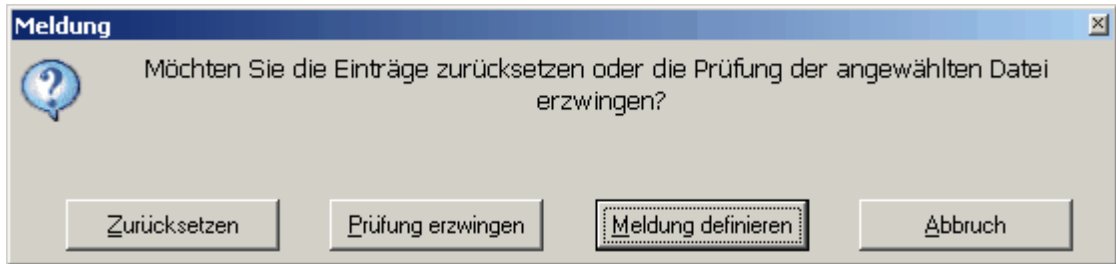 Meldung
Möchten Sie die Einträge zurücksetzen oder die Prüfung der angewählten Datei
erzwingen?
Zurücksetzen
Prüfung erzwingen
Meldung definieren
Abbruch